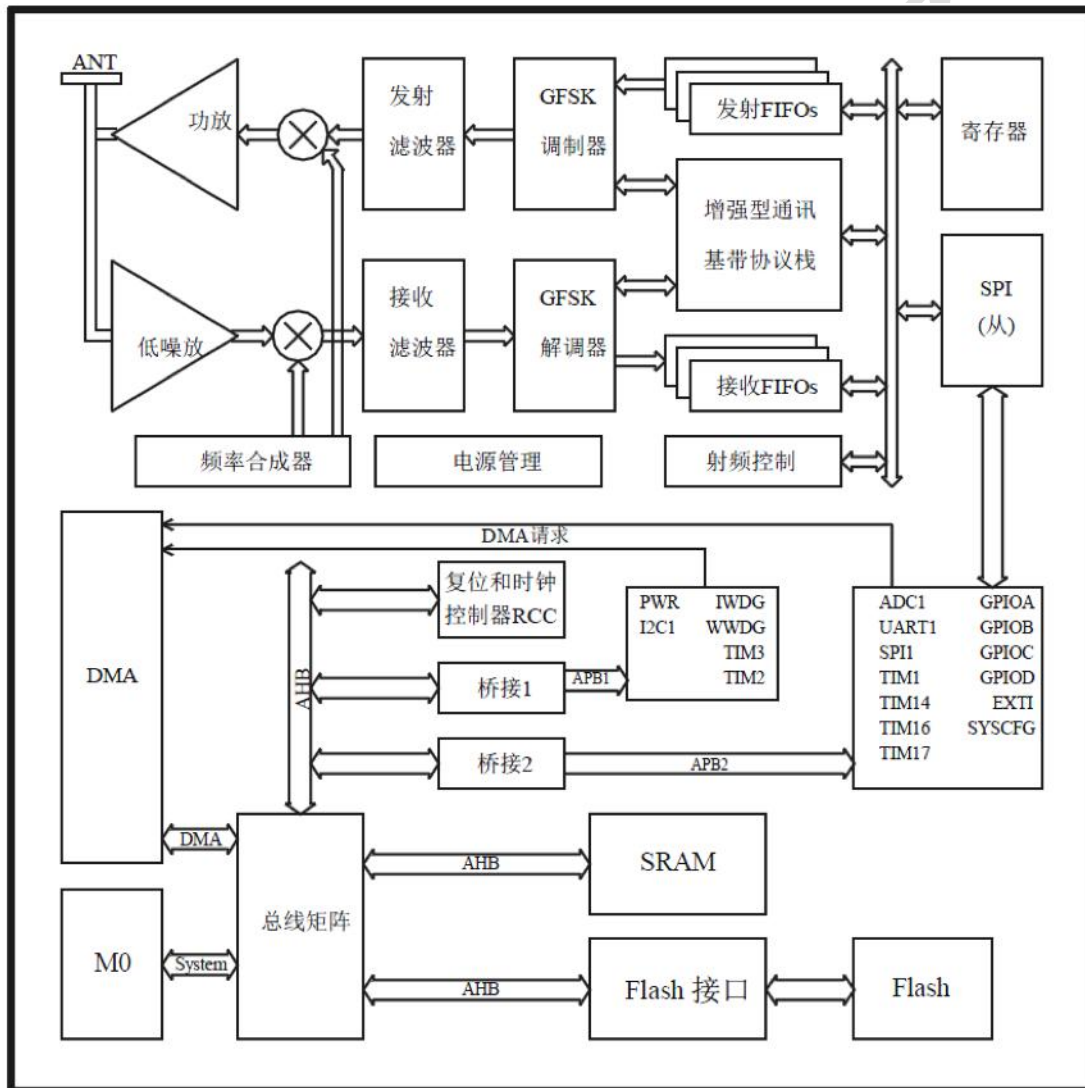 ANT
功放
发射
滤波器
GFSK
调制器
发射FIFOs
寄存器
增强型通讯
基带协议栈
SPI
(从)
低噪放
接收
滤波器
GFSK
解调器
接收FIFOs
频率合成器
电源管理
射频控制
DMA请求
DMA
AHB
复位和时钟
控制器RCC
桥接1
APB1
PWR IWDG
I2C1 WWDG
TIM3
TIM2
桥接2
APB2
ADC1 GPIOA
UART1 GPIOB
SPI1 GPIOC
TIM1 GPIOD
TIM14 EXTI
TIM16 SYSCFG
TIM17
DMA
总线矩阵
AHB
SRAM
M0
System
AHB
Flash 接口
Flash